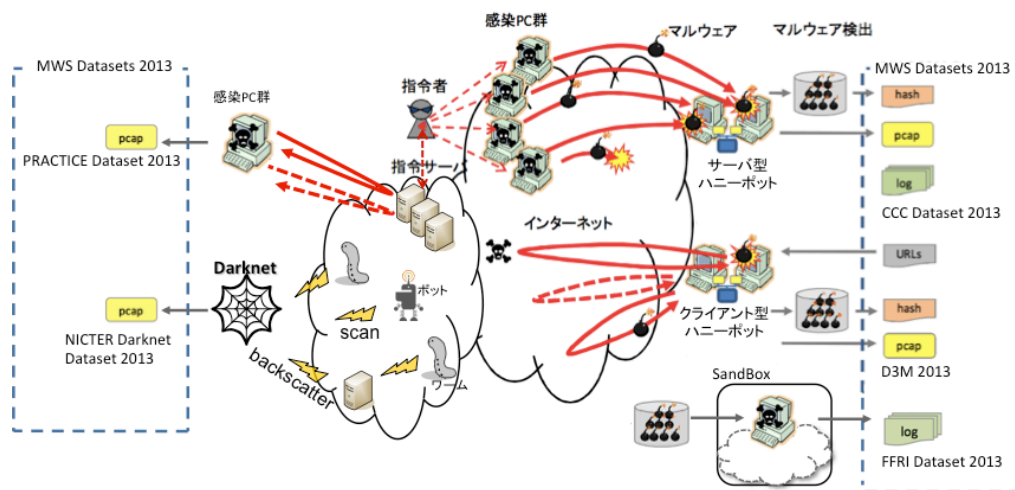 感染PC群
マルウェア
マルウェア検出
MWS Datasets 2013
MWS Datasets 2013
感染PC群
指令者
hash
pcap
pcap
PRACTICE Dataset 2013
指令サーバ
サーバ型
ハニーポット
log
CCC Dataset 2013
インターネット
URLs
Darknet
ボット
クライアント型
ハニーポット
hash
pcap
scan
NICTER Darknet
Dataset 2013
pcap
D3M 2013
backscatter
ワーム
SandBox
log
FFRI Dataset 2013